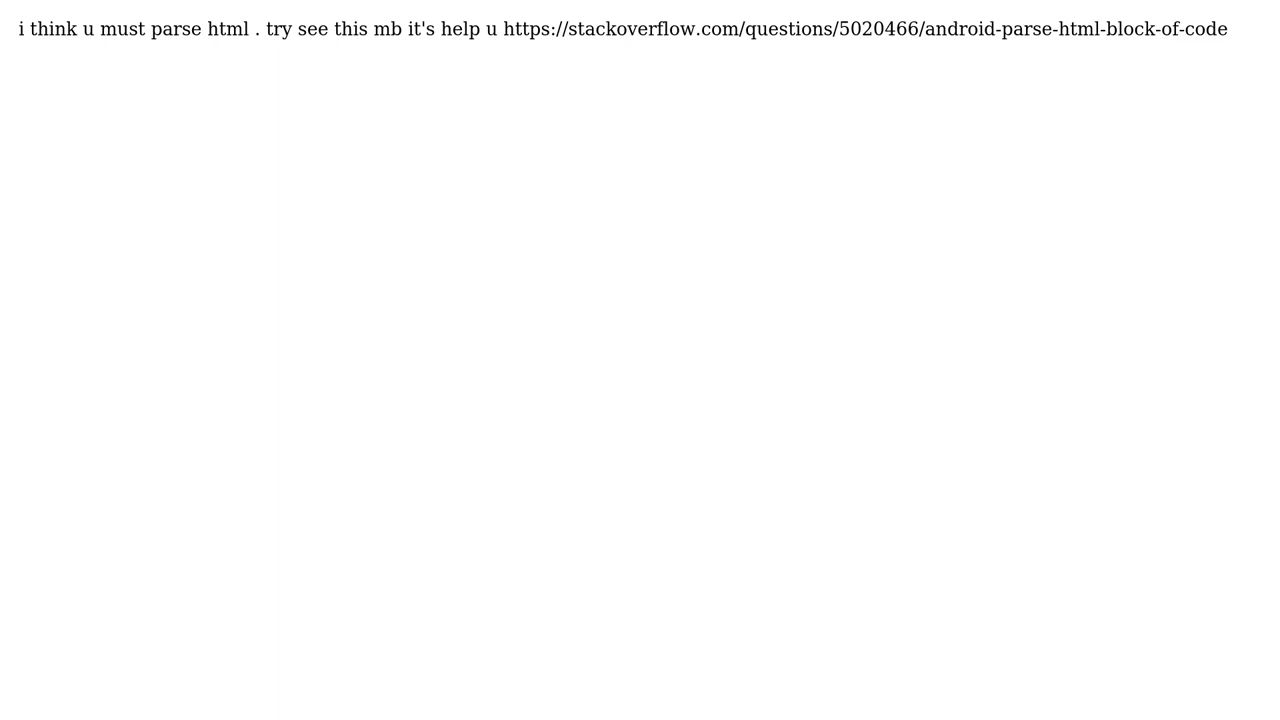 i think u must parse html . try see this mb it's help u https://stackoverflow.com/questions/5020466/android-parse-html-block-of-code